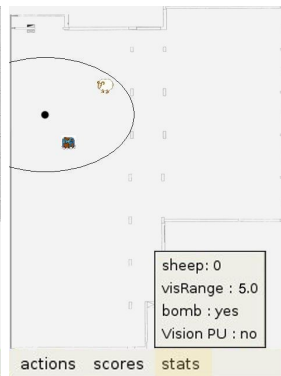 sheep: 0
visRange : 5.0
bomb : yes
Vision PU : no
actions scores stats